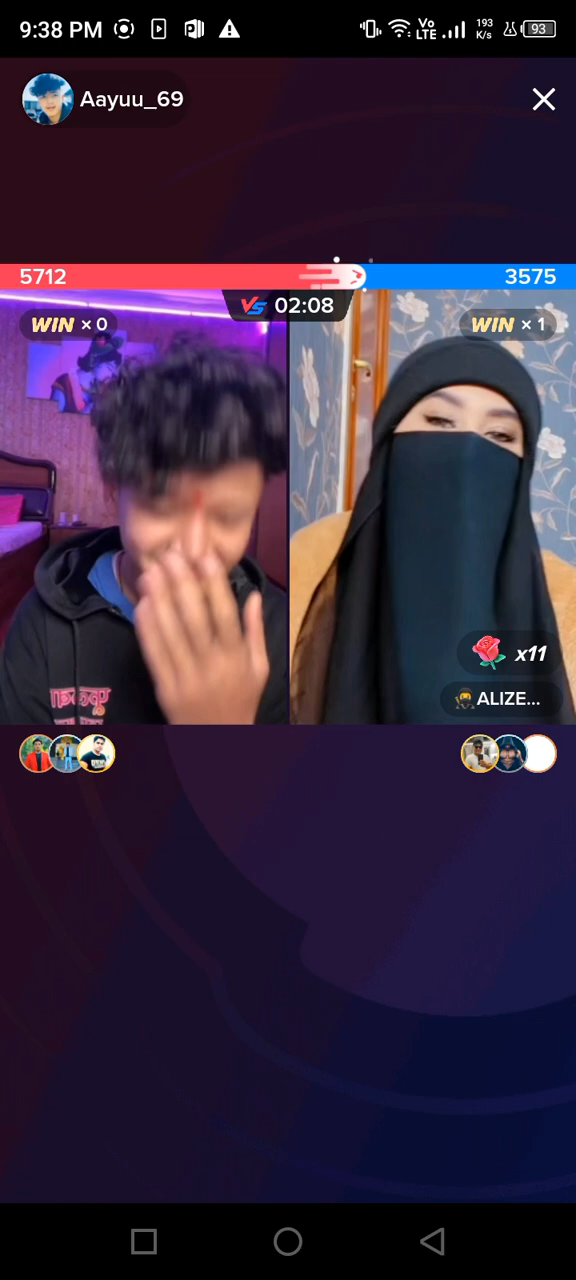 9:38 PM
Vo LTE
193 K/s
93
Aayuu_69
5712
3575
VS 02:08
WIN × 0
WIN × 1
x11
ALIZE...